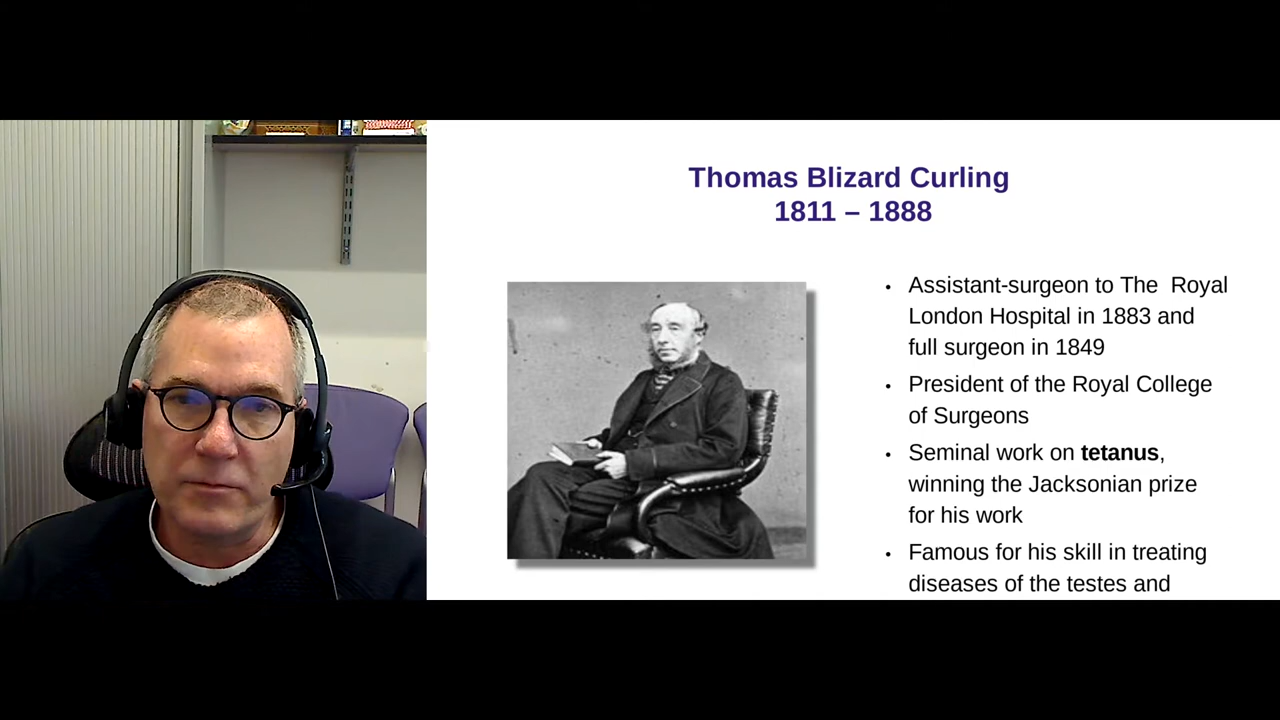 Thomas Blizard Curling
1811 – 1888
• Assistant-surgeon to The  Royal
London Hospital in 1883 and
full surgeon in 1849
• President of the Royal College
of Surgeons
• Seminal work on tetanus,
winning the Jacksonian prize
for his work
• Famous for his skill in treating
diseases of the testes and